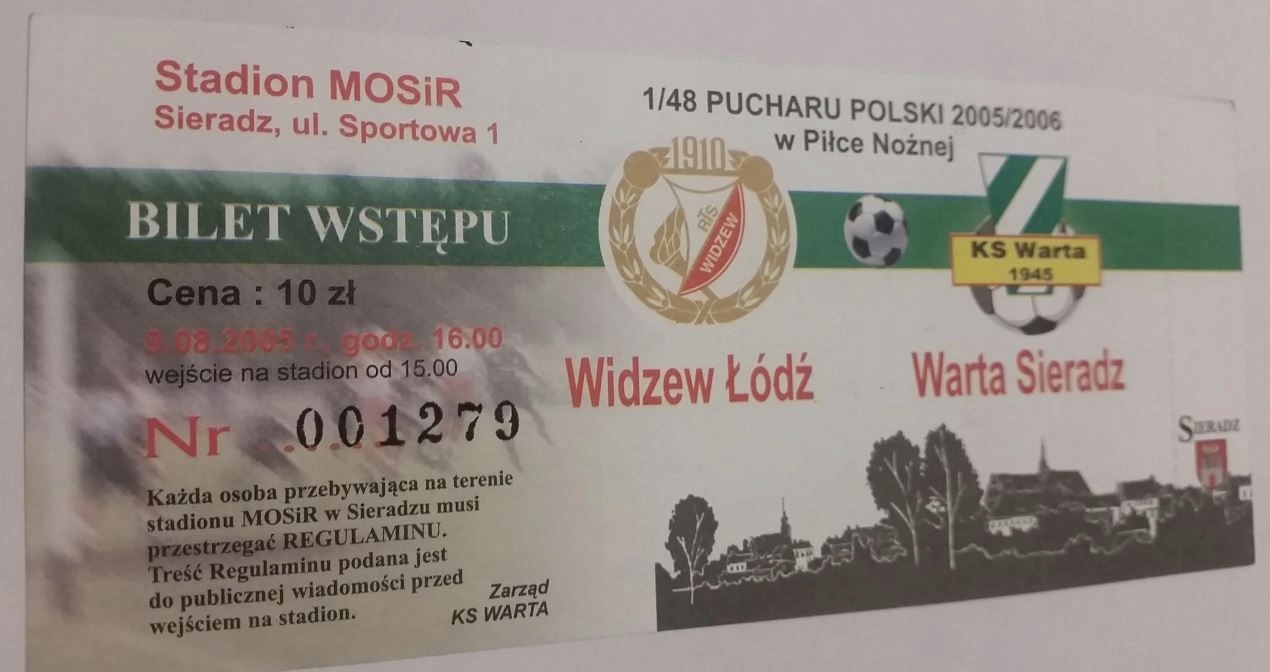 Stadion MOSiR
Sieradz, ul. Sportowa 1
1/48 PUCHARU POLSKI 2005/2006
w Piłce Nożnej
BILET WSTĘPU
1910
RTS
WIDZEW
KS Warta
1945
Cena : 10 zł
9.08.2005 r., godz. 16.00
wejście na stadion od 15.00
Widzew Łódź
Warta Sieradz
Nr 001279
SIERADZ
Każda osoba przebywająca na terenie
stadionu MOSiR w Sieradzu musi
przestrzegać REGULAMINU.
Treść Regulaminu podana jest
do publicznej wiadomości przed
wejściem na stadion.
Zarząd
KS WARTA